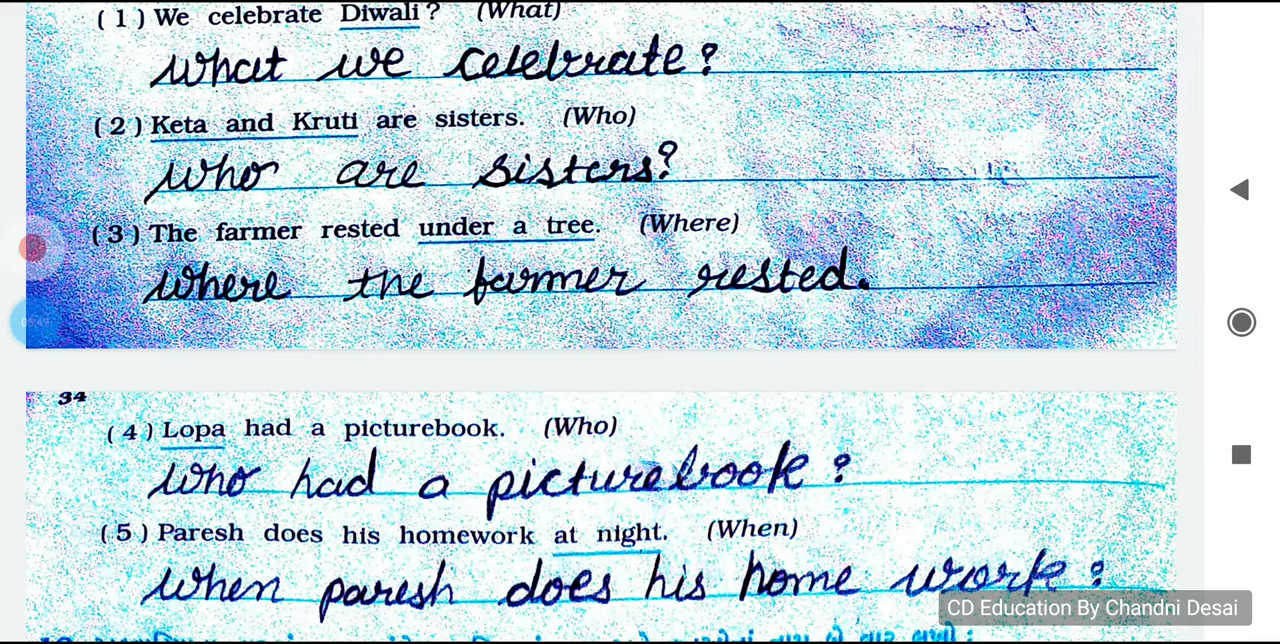 (1) We celebrate Diwali? (What)
What we celebrate?
(2) Keta and Kruti are sisters. (Who)
Who are sisters?
(3) The farmer rested under a tree. (Where)
Where the farmer rested.
34
(4) Lopa had a picturebook. (Who)
Who had a picturebook?
(5) Paresh does his homework at night. (When)
When paresh does his home work?
CD Education By Chandni Desai